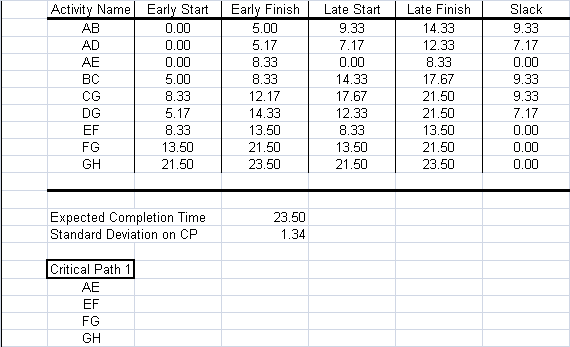 Activity Name Early Start Early Finish Late Start Late Finish Slack
AB 0.00 5.00 9.33 14.33 9.33
AD 0.00 5.17 7.17 12.33 7.17
AE 0.00 8.33 0.00 8.33 0.00
BC 5.00 8.33 14.33 17.67 9.33
CG 8.33 12.17 17.67 21.50 9.33
DG 5.17 14.33 12.33 21.50 7.17
EF 8.33 13.50 8.33 13.50 0.00
FG 13.50 21.50 13.50 21.50 0.00
GH 21.50 23.50 21.50 23.50 0.00
Expected Completion Time 23.50
Standard Deviation on CP 1.34
Critical Path 1
AE
EF
FG
GH